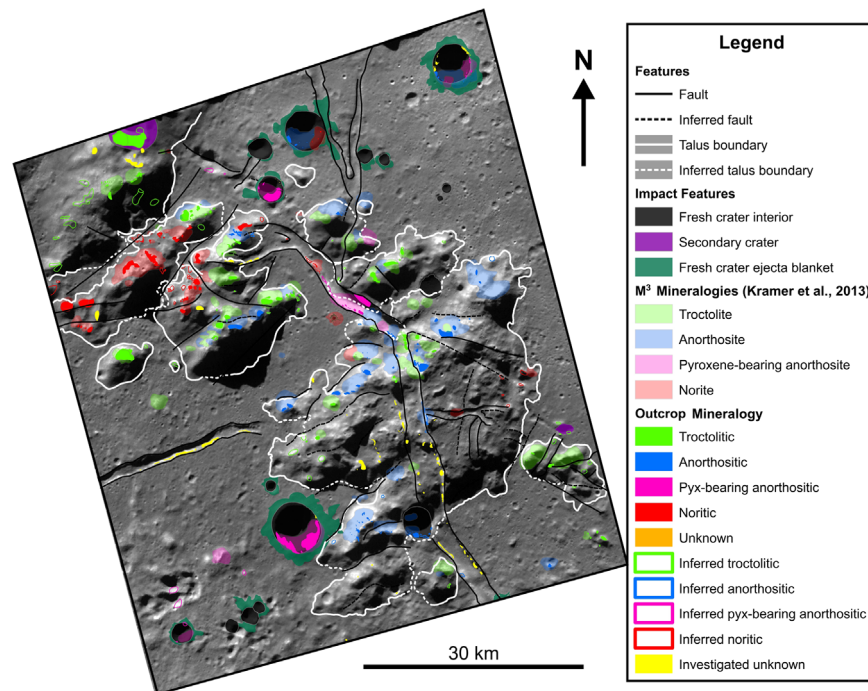 N
30 km
Legend
Features
Fault
Inferred fault
Talus boundary
Inferred talus boundary
Impact Features
Fresh crater interior
Secondary crater
Fresh crater ejecta blanket
M³ Mineralogies (Kramer et al., 2013)
Troctolite
Anorthosite
Pyroxene-bearing anorthosite
Norite
Outcrop Mineralogy
Troctolitic
Anorthositic
Pyx-bearing anorthositic
Noritic
Unknown
Inferred troctolitic
Inferred anorthositic
Inferred pyx-bearing anorthositic
Inferred noritic
Investigated unknown